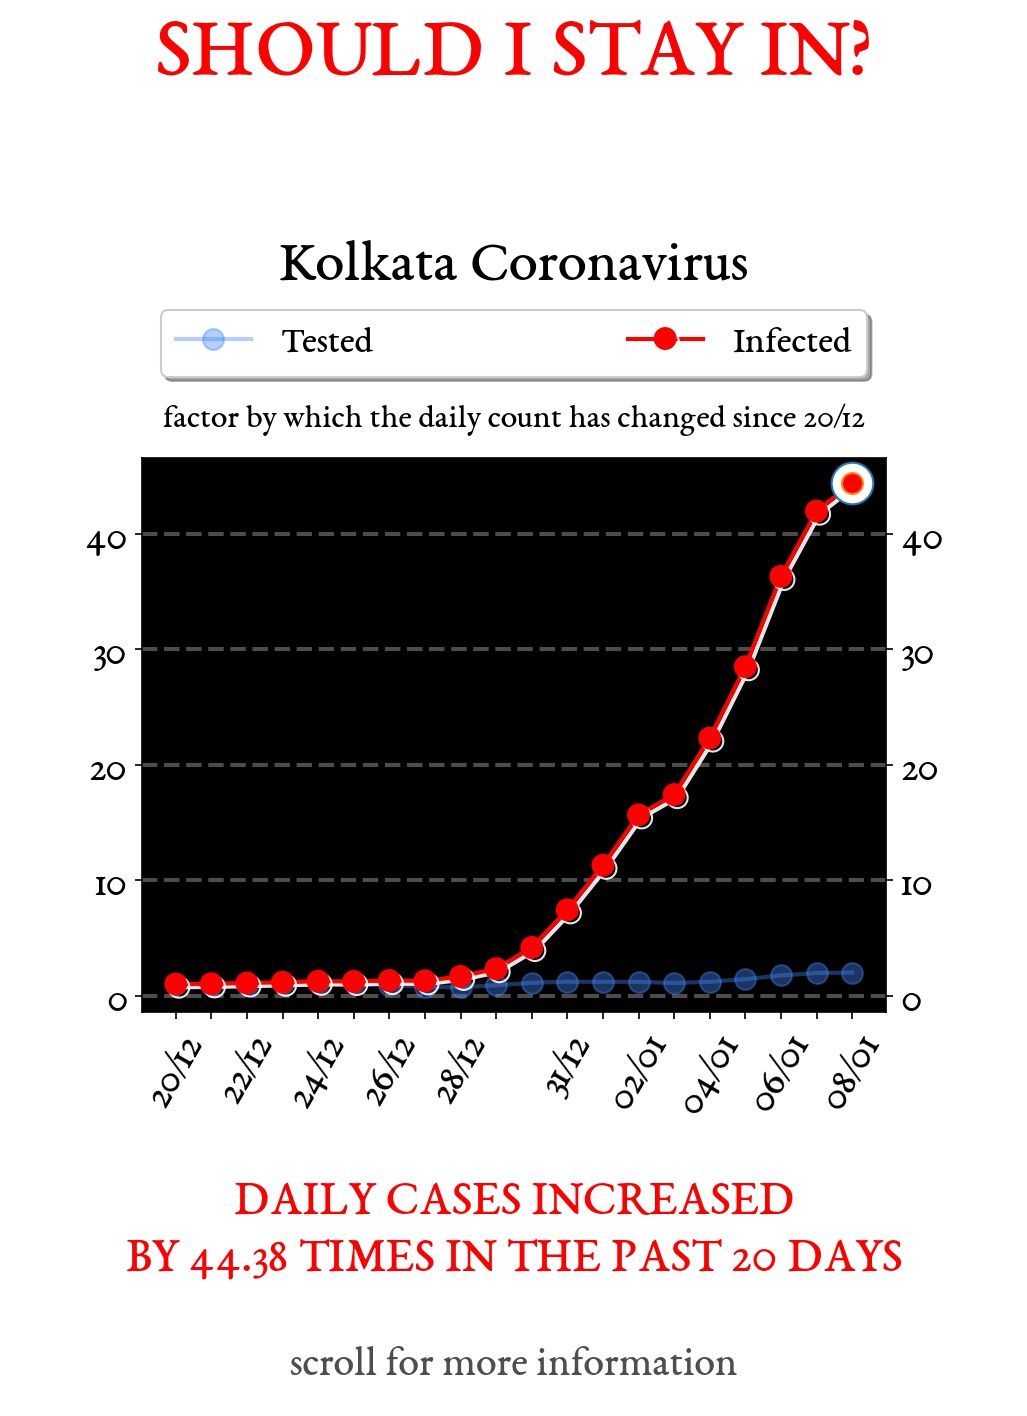 SHOULD I STAY IN?
Kolkata Coronavirus
Tested Infected
factor by which the daily count has changed since 20/12
40 40
30 30
20 20
10 10
0 0
20/12 22/12 24/12 26/12 28/12 31/12 02/01 04/01 06/01 08/01
DAILY CASES INCREASED
BY 44.38 TIMES IN THE PAST 20 DAYS
scroll for more information